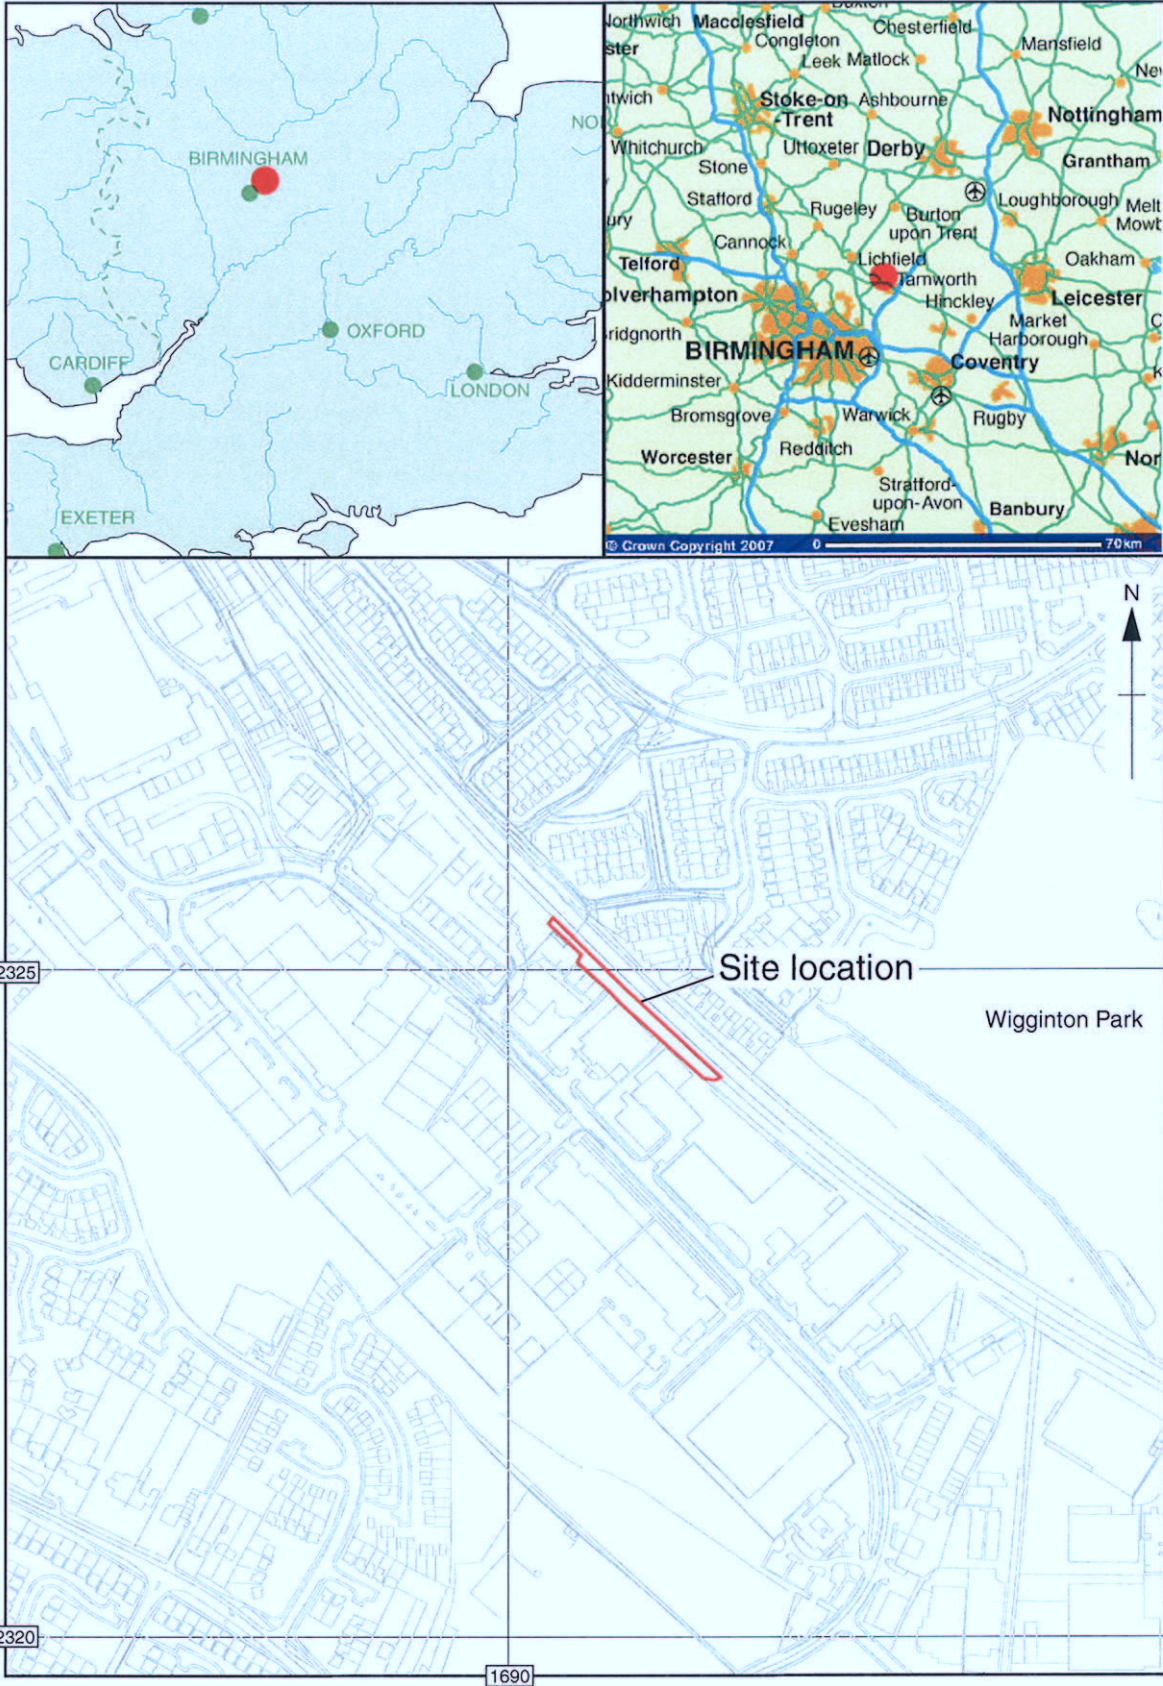 BIRMINGHAM
OXFORD
CARDIFF
LONDON
EXETER
Macclesfield
Chesterfield
Congleton
Mansfield
Leek
Matlock
Stoke-on
-Trent
Ashbourne
Nottingham
Whitchurch
Uttoxeter
Derby
Stone
Grantham
Stafford
Rugeley
Burton
upon Trent
Loughborough
Cannock
Lichfield
Oakham
Telford
Tamworth
Hinckley
Leicester
Market
Harborough
BIRMINGHAM
Coventry
Kidderminster
Bromsgrove
Warwick
Rugby
Redditch
Worcester
Stratford-
upon-Avon
Banbury
Evesham
© Crown Copyright 2007
0
70km
N
2325
Site location
Wigginton Park
2320
1690